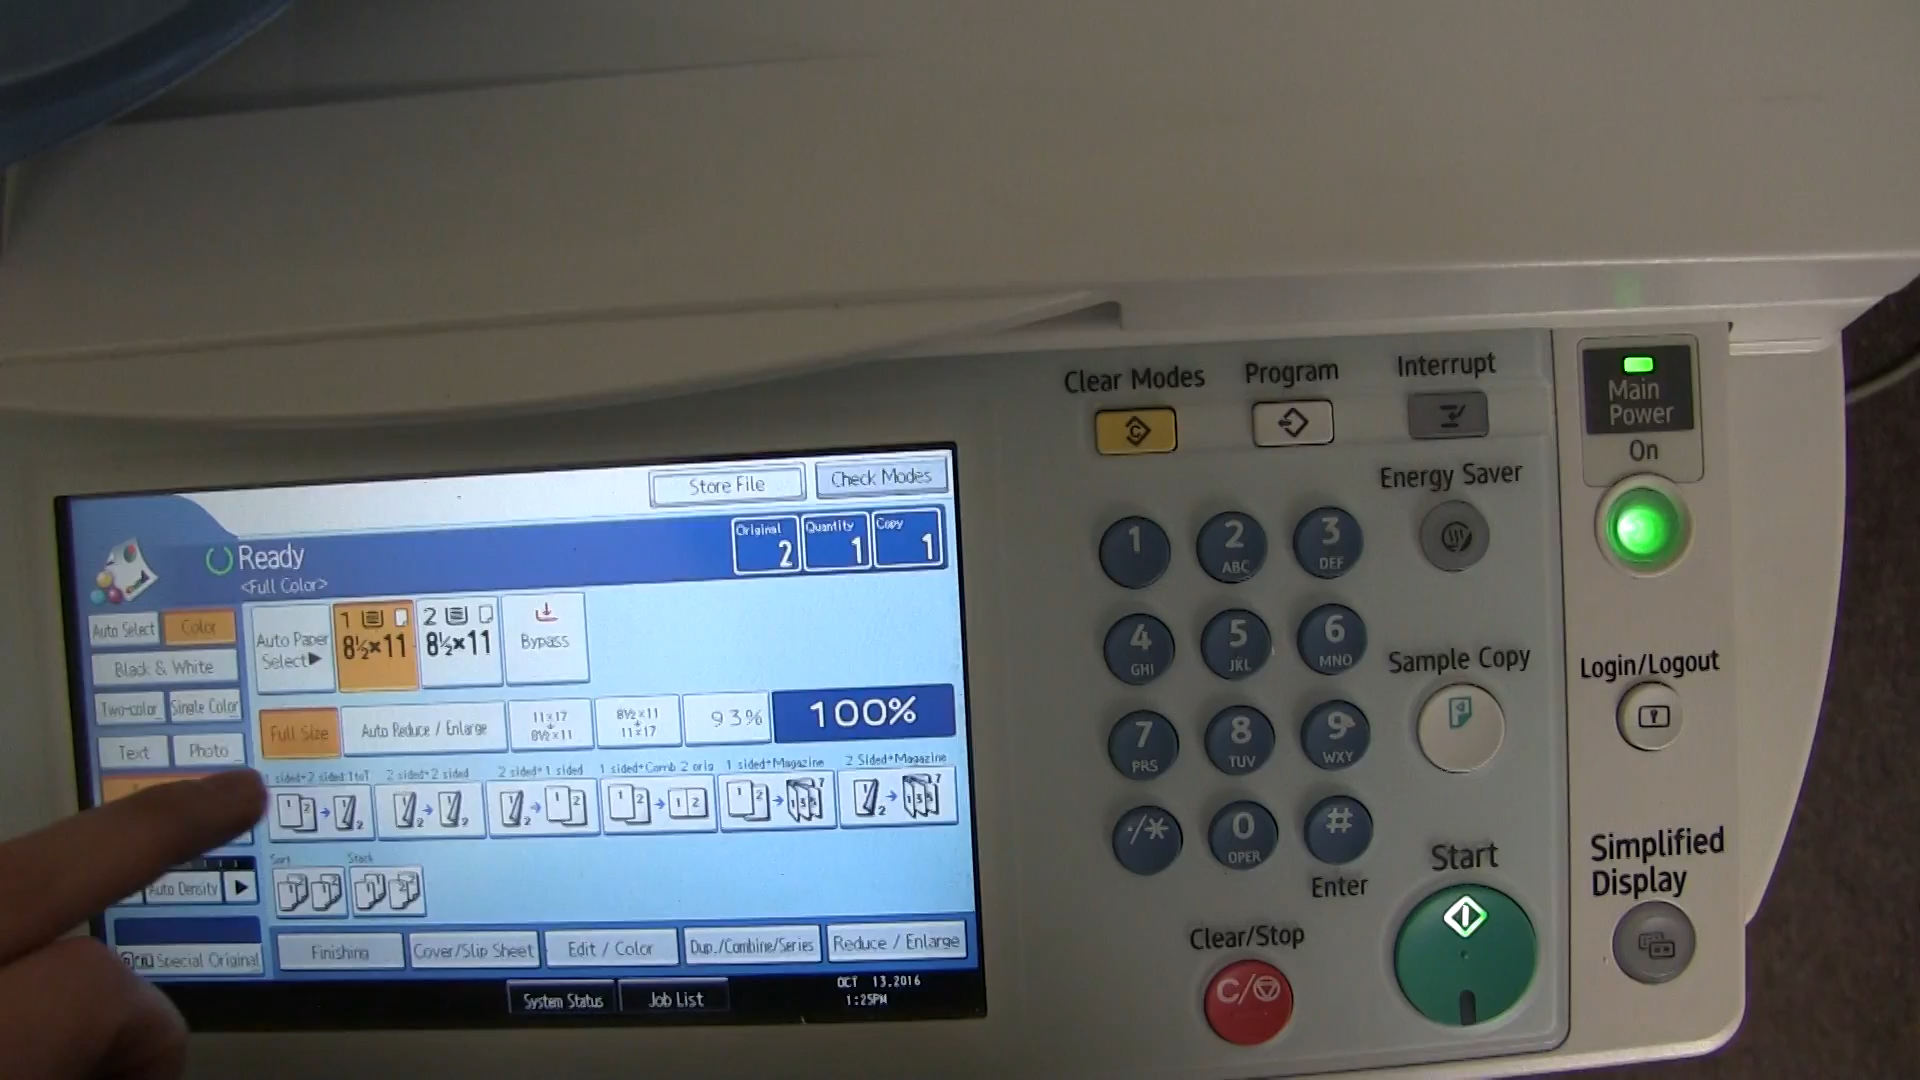 Clear Modes
Program
Interrupt
Main
Power
On
Energy Saver
Store File
Check Modes
Ready
<Full Color>
Original
2
Quantity
1
Copy
1
Auto Select
Color
Black & White
Two-color
Single Color
Text
Photo
Auto Paper
Select▶
1
8½×11
2
8½×11
Bypass
Full Size
Auto Reduce / Enlarge
11×17
8½×11
8½×11
11×17
93%
100%
1 sided→2 sided:1toT
2 sided→2 sided
2 sided→1 sided
1 sided→Comb 2 orig
1 sided→Magazine
2 Sided→Magazine
Sort
Stack
Auto Density
Special Original
Finishing
Cover/Slip Sheet
Edit / Color
Dup./Combine/Series
Reduce / Enlarge
System Status
Job List
OCT 13.2016
1:25PM
1
2
ABC
3
DEF
4
GHI
5
JKL
6
MNO
7
PRS
8
TUV
9
WXY
·/*
0
OPER
#
Enter
Sample Copy
Login/Logout
Start
Clear/Stop
C/
Simplified
Display